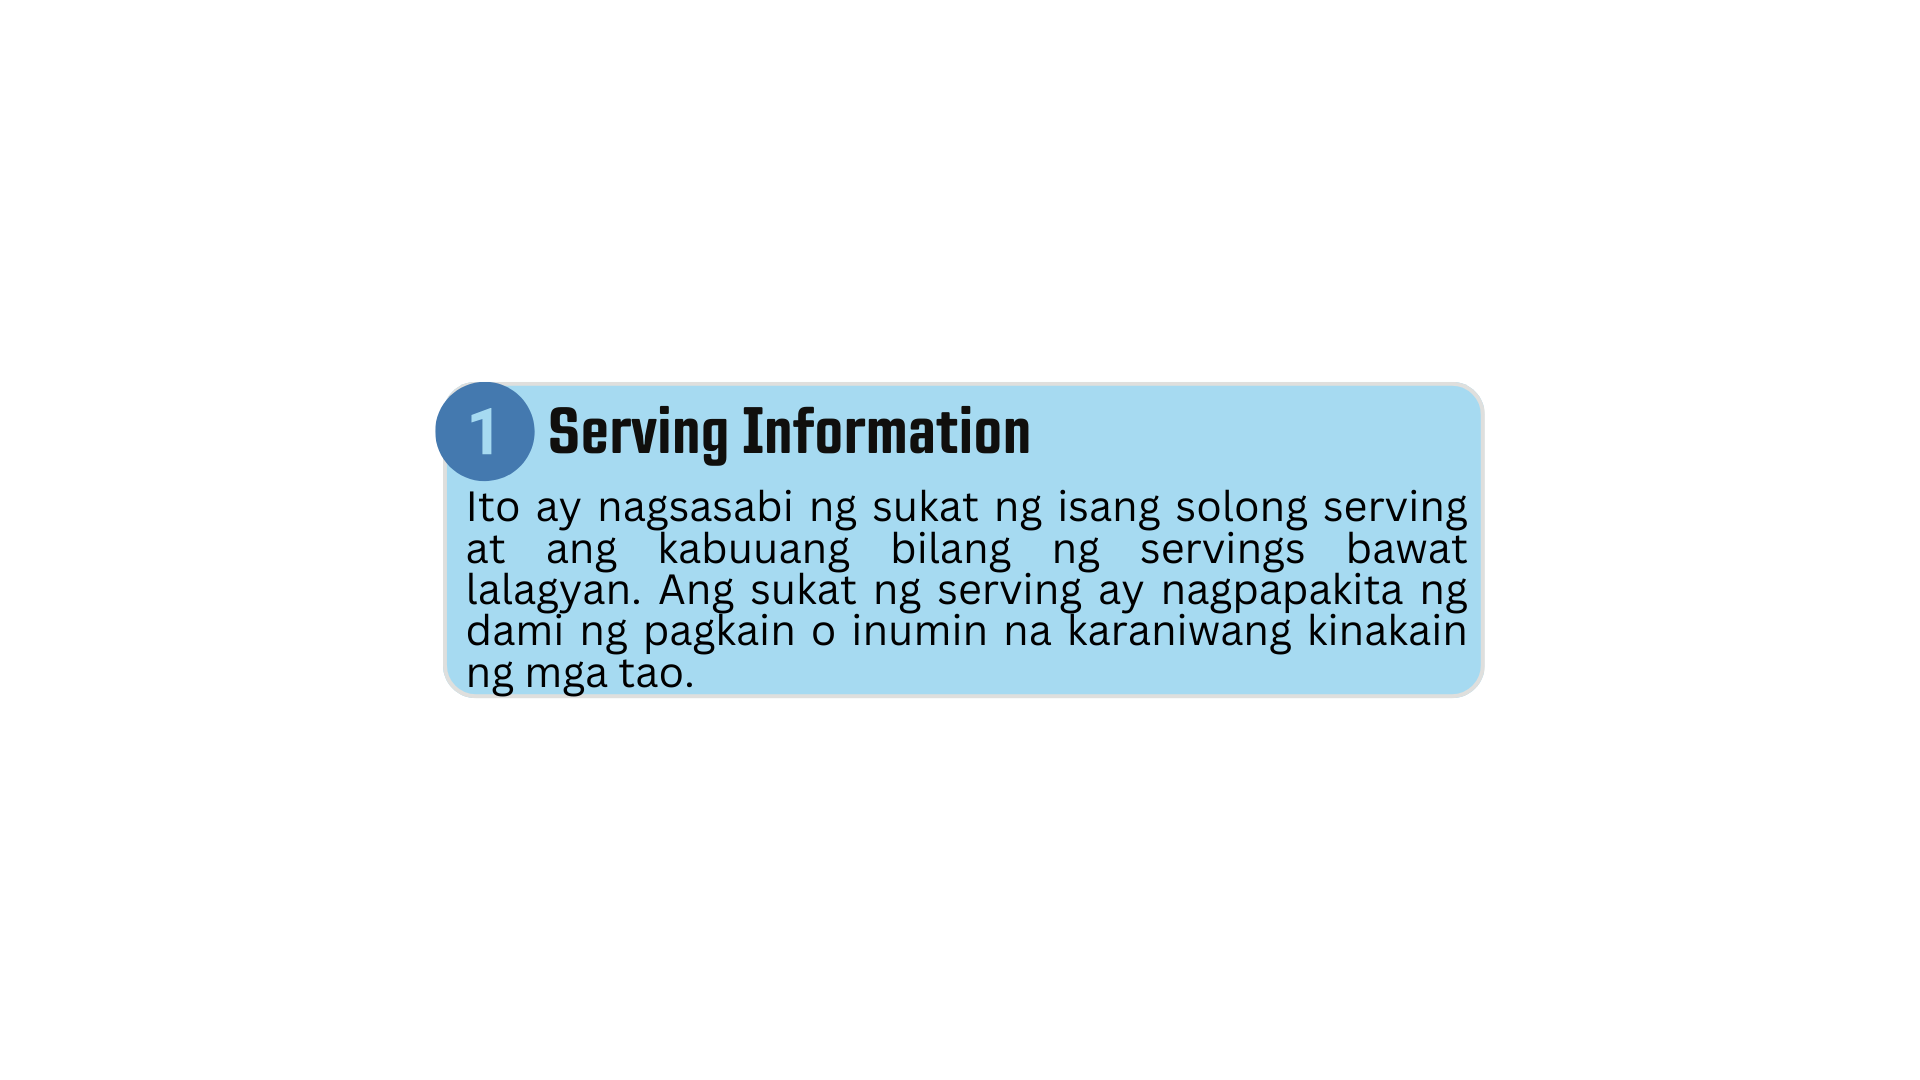 1 Serving Information
Ito ay nagsasabi ng sukat ng isang solong serving
at ang kabuuang bilang ng servings bawat
lalagyan. Ang sukat ng serving ay nagpapakita ng
dami ng pagkain o inumin na karaniwang kinakain
ng mga tao.